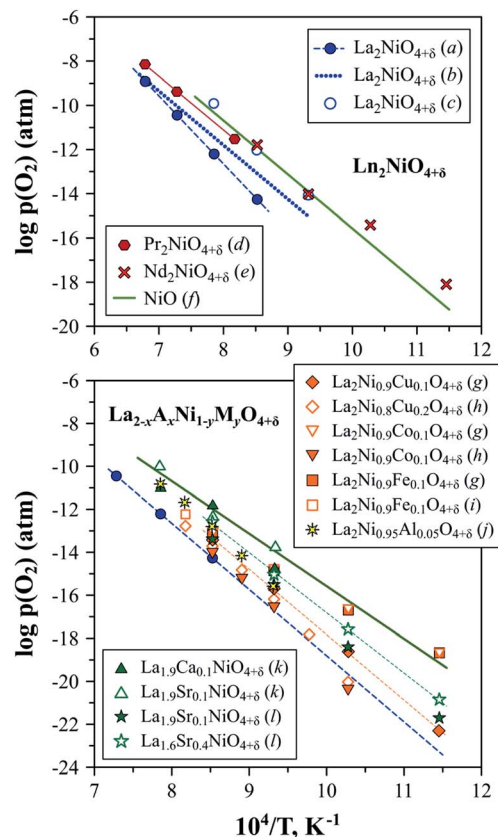 -6
-8
-10
-12
-14
-16
-18
-20
log p(O₂) (atm)
La₂NiO₄₊δ (a)
La₂NiO₄₊δ (b)
La₂NiO₄₊δ (c)
Ln₂NiO₄₊δ
Pr₂NiO₄₊δ (d)
Nd₂NiO₄₊δ (e)
NiO (f)
6 7 8 9 10 11 12
La₂Ni₀.₉Cu₀.₁O₄₊δ (g)
La₂Ni₀.₈Cu₀.₂O₄₊δ (h)
La₂Ni₀.₉Co₀.₁O₄₊δ (g)
La₂Ni₀.₉Co₀.₁O₄₊δ (h)
La₂Ni₀.₉Fe₀.₁O₄₊δ (g)
La₂Ni₀.₉Fe₀.₁O₄₊δ (i)
La₂Ni₀.₉₅Al₀.₀₅O₄₊δ (j)
La₂₋ₓAₓNi₁₋yMyO₄₊δ
-6
-8
-10
-12
-14
-16
-18
-20
-22
-24
log p(O₂) (atm)
La₁.₉Ca₀.₁NiO₄₊δ (k)
La₁.₉Sr₀.₁NiO₄₊δ (k)
La₁.₉Sr₀.₁NiO₄₊δ (l)
La₁.₆Sr₀.₄NiO₄₊δ (l)
7 8 9 10 11 12
10⁴/T, K⁻¹